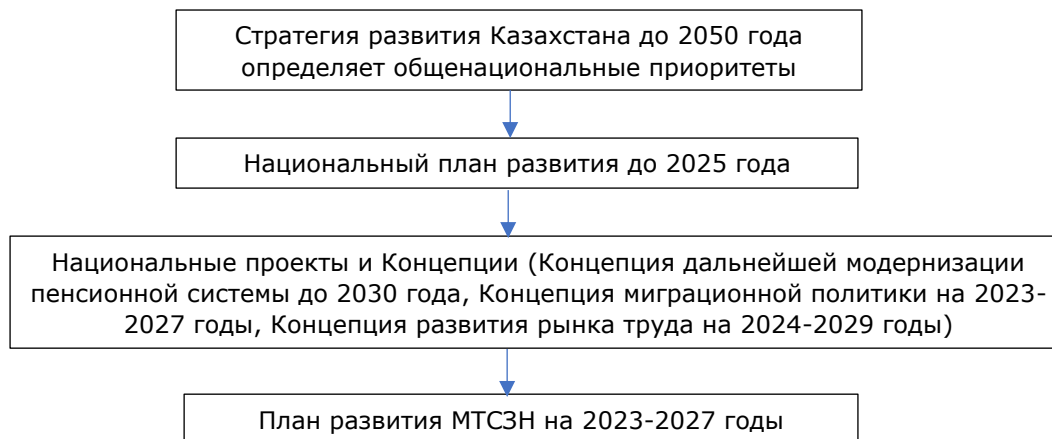 Стратегия развития Казахстана до 2050 года
определяет общенациональные приоритеты
Национальный план развития до 2025 года
Национальные проекты и Концепции (Концепция дальнейшей модернизации
пенсионной системы до 2030 года, Концепция миграционной политики на 2023-
2027 годы, Концепция развития рынка труда на 2024-2029 годы)
План развития МТСЗН на 2023-2027 годы